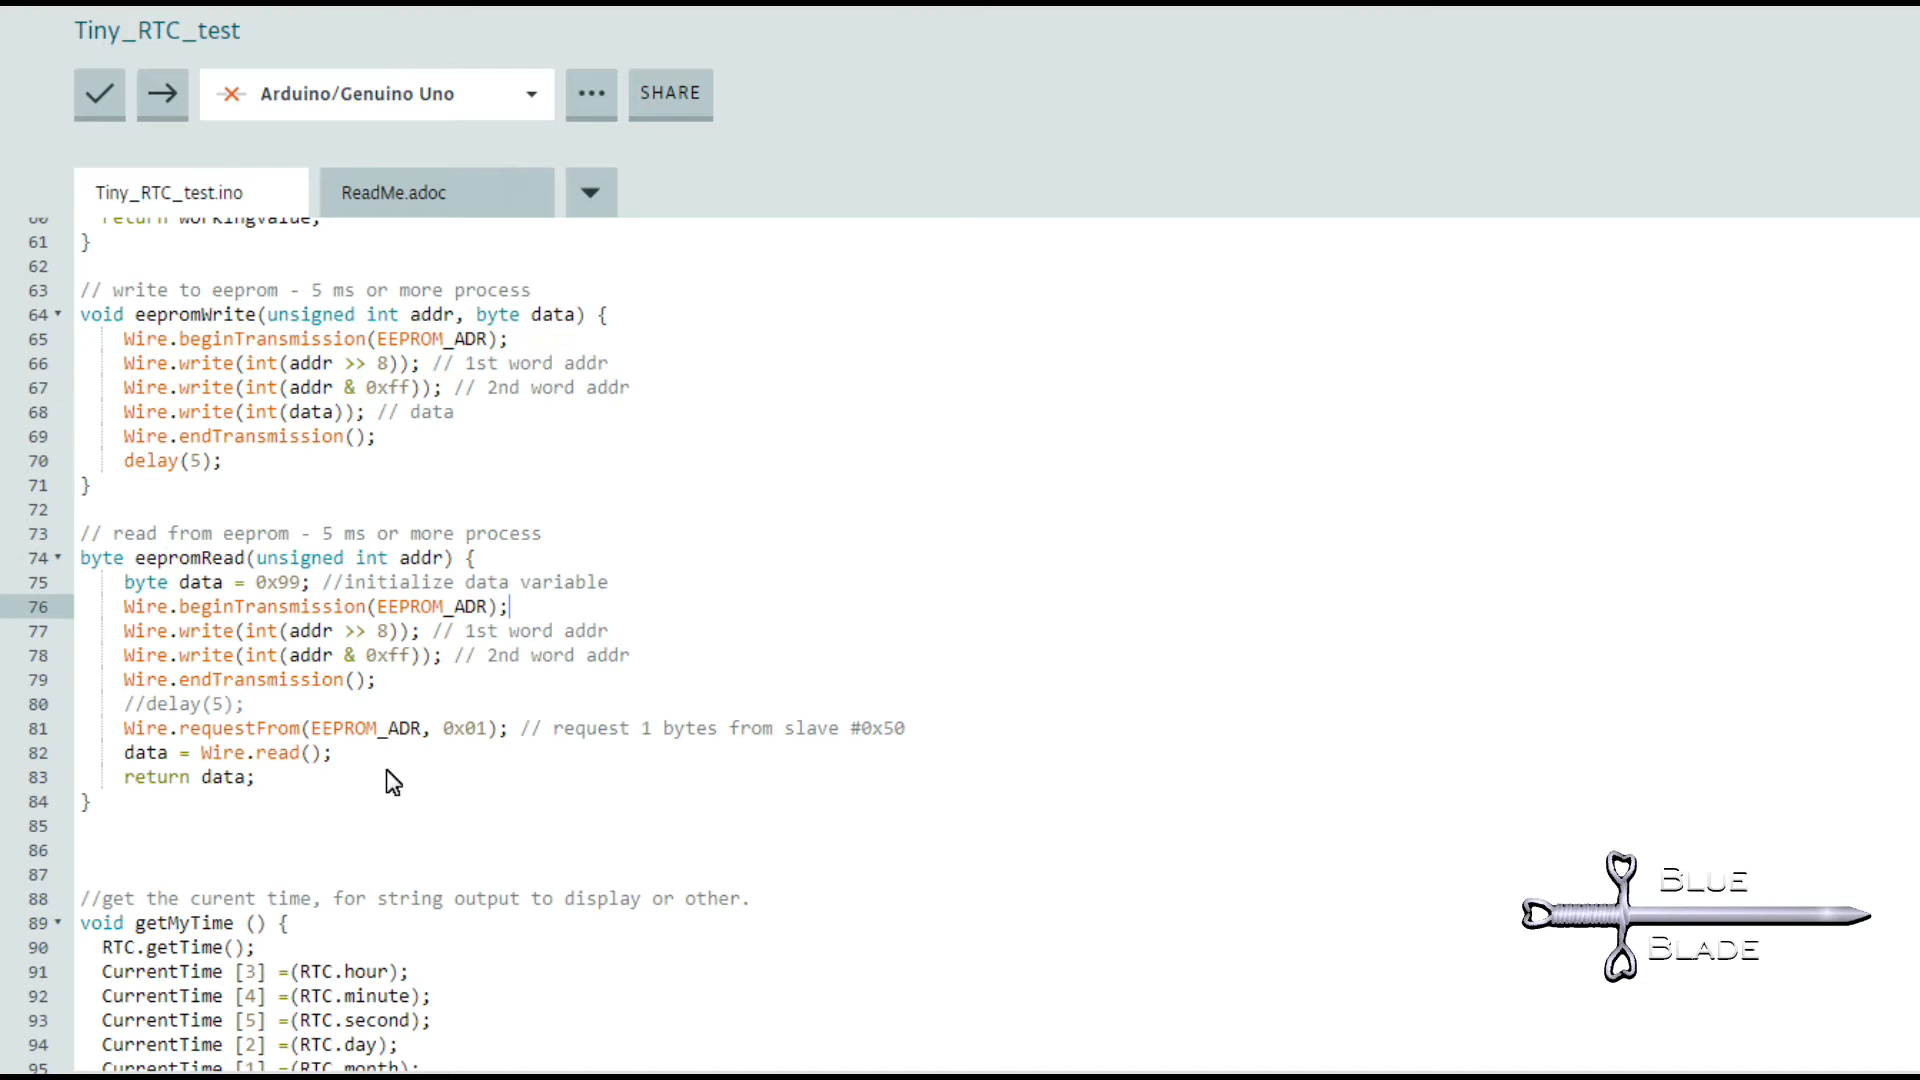 Tiny_RTC_test
Arduino/Genuino Uno
SHARE
Tiny_RTC_test.ino
ReadMe.adoc
60 return workingvalue;
61 }
62
63 // write to eeprom - 5 ms or more process
64 void eepromWrite(unsigned int addr, byte data) {
65 Wire.beginTransmission(EEPROM_ADR);
66 Wire.write(int(addr >> 8)); // 1st word addr
67 Wire.write(int(addr & 0xff)); // 2nd word addr
68 Wire.write(int(data)); // data
69 Wire.endTransmission();
70 delay(5);
71 }
72
73 // read from eeprom - 5 ms or more process
74 byte eepromRead(unsigned int addr) {
75 byte data = 0x99; //initialize data variable
76 Wire.beginTransmission(EEPROM_ADR);
77 Wire.write(int(addr >> 8)); // 1st word addr
78 Wire.write(int(addr & 0xff)); // 2nd word addr
79 Wire.endTransmission();
80 //delay(5);
81 Wire.requestFrom(EEPROM_ADR, 0x01); // request 1 bytes from slave #0x50
82 data = Wire.read();
83 return data;
84 }
85
86
87
88 //get the curent time, for string output to display or other.
89 void getMyTime () {
90 RTC.getTime();
91 CurrentTime [3] =(RTC.hour);
92 CurrentTime [4] =(RTC.minute);
93 CurrentTime [5] =(RTC.second);
94 CurrentTime [2] =(RTC.day);
95 CurrentTime [1] =(RTC.month);
BLUE
BLADE